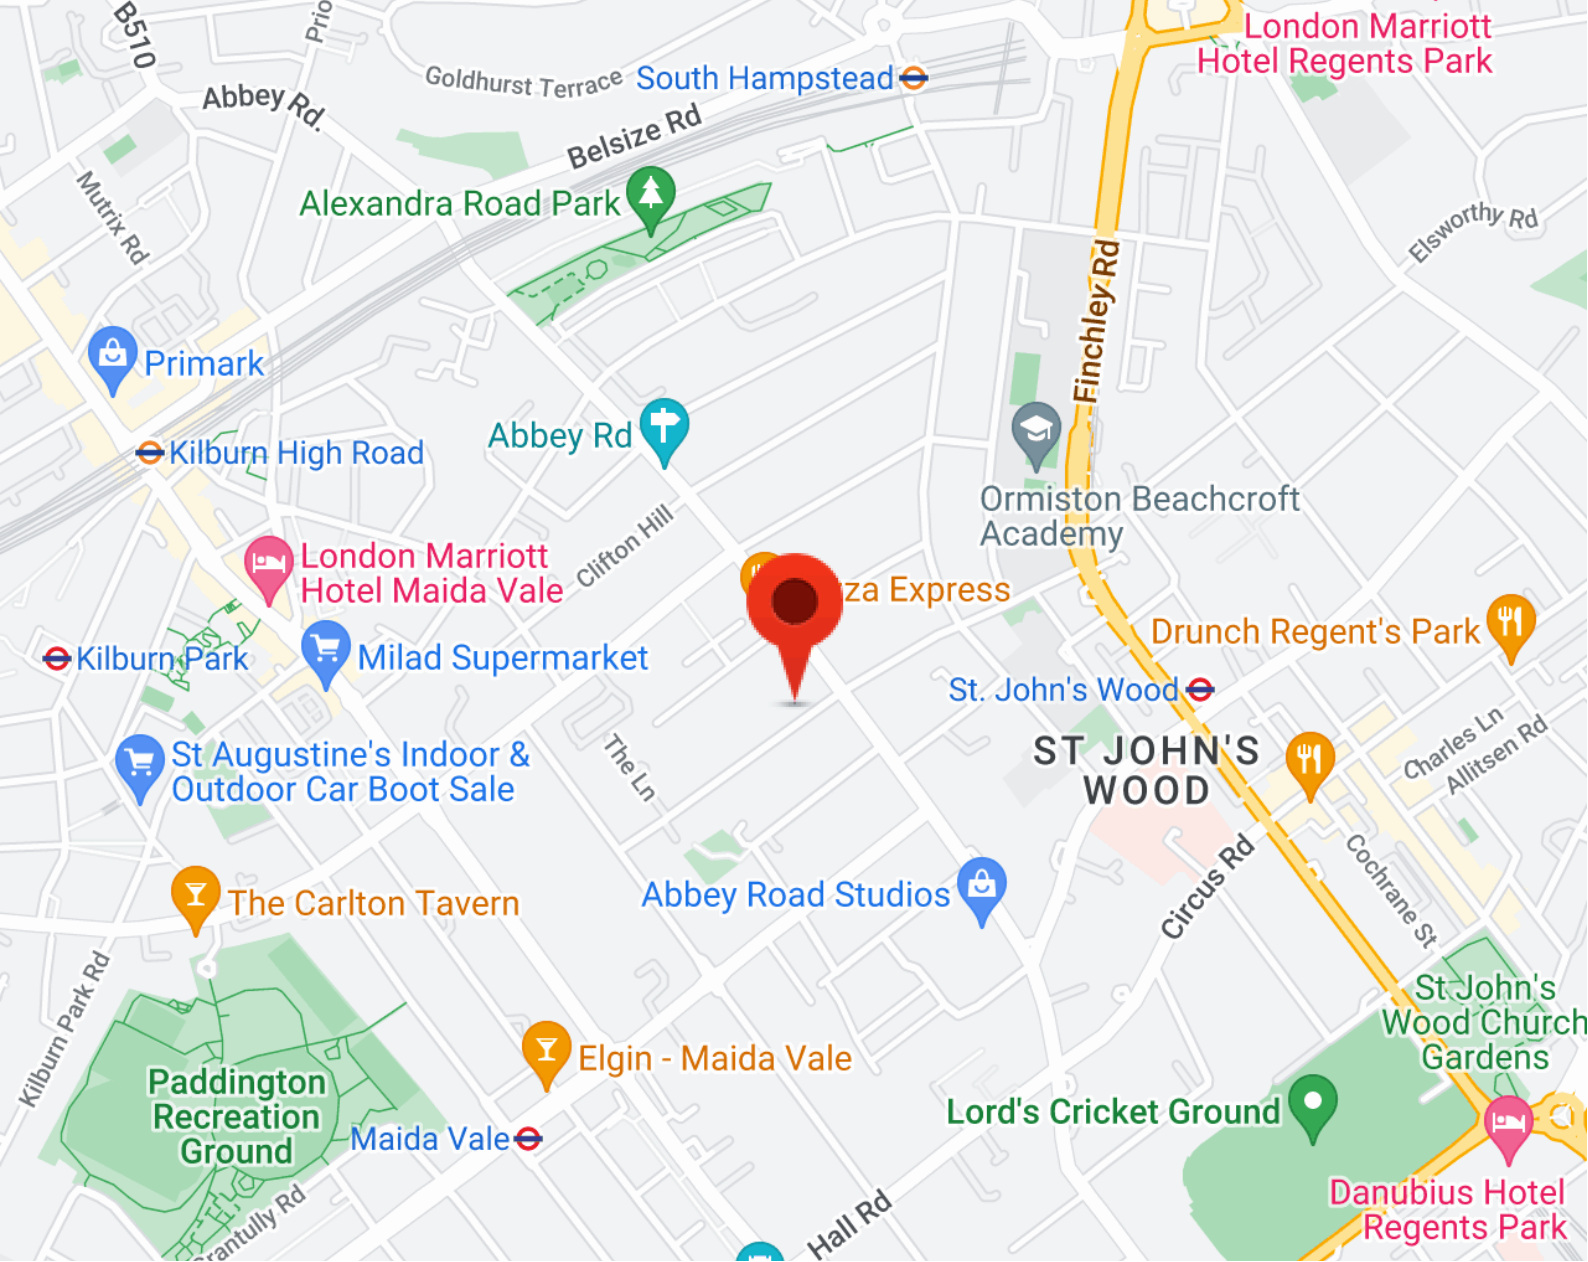 London Marriott
Hotel Regents Park
B510
Prio
Goldhurst Terrace
South Hampstead
Abbey Rd.
Belsize Rd
Mutrix Rd
Alexandra Road Park
Elsworthy Rd
Finchley Rd
Primark
Abbey Rd
Kilburn High Road
Ormiston Beachcroft
Academy
Clifton Hill
London Marriott
Hotel Maida Vale
za Express
Drunch Regent's Park
Kilburn Park
Milad Supermarket
St. John's Wood
Charles Ln
Allitsen Rd
ST JOHN'S
WOOD
St Augustine's Indoor &
Outdoor Car Boot Sale
The Ln
Circus Rd
Cochrane St
Abbey Road Studios
The Carlton Tavern
Kilburn Park Rd
St John's
Wood Church
Gardens
Elgin - Maida Vale
Paddington
Recreation
Ground
Lord's Cricket Ground
Maida Vale
Danubius Hotel
Regents Park
rantully Rd
Hall Rd